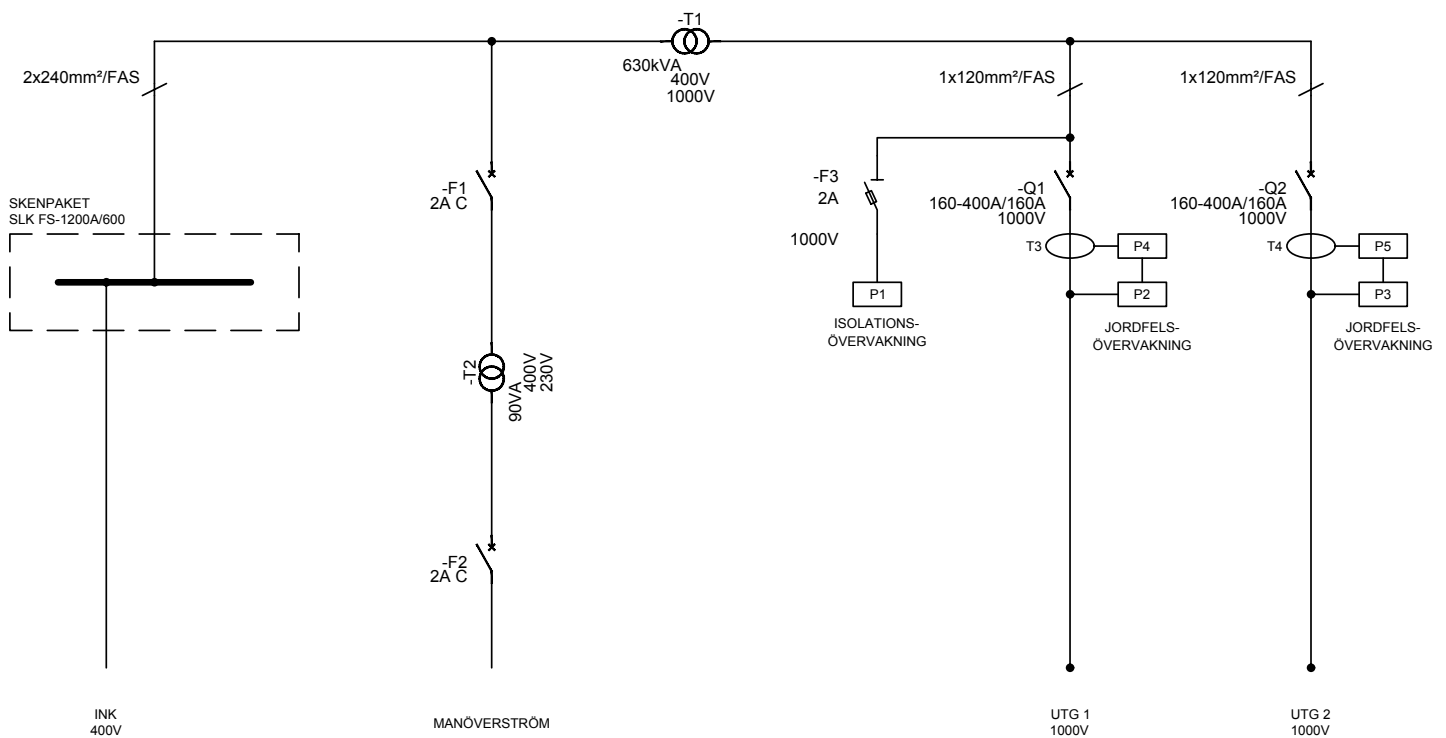 -T1
630kVA
400V
1000V
2x240mm²/FAS
1x120mm²/FAS
1x120mm²/FAS
SKENPAKET
SLK FS-1200A/600
-F1
2A C
-F3
2A
1000V
-Q1
160-400A/160A
1000V
-Q2
160-400A/160A
1000V
T3
P4
T4
P5
P1
P2
P3
ISOLATIONS-
ÖVERVAKNING
JORDFELS-
ÖVERVAKNING
JORDFELS-
ÖVERVAKNING
-T2
90VA
400V
230V
-F2
2A C
INK
400V
MANÖVERSTRÖM
UTG 1
1000V
UTG 2
1000V